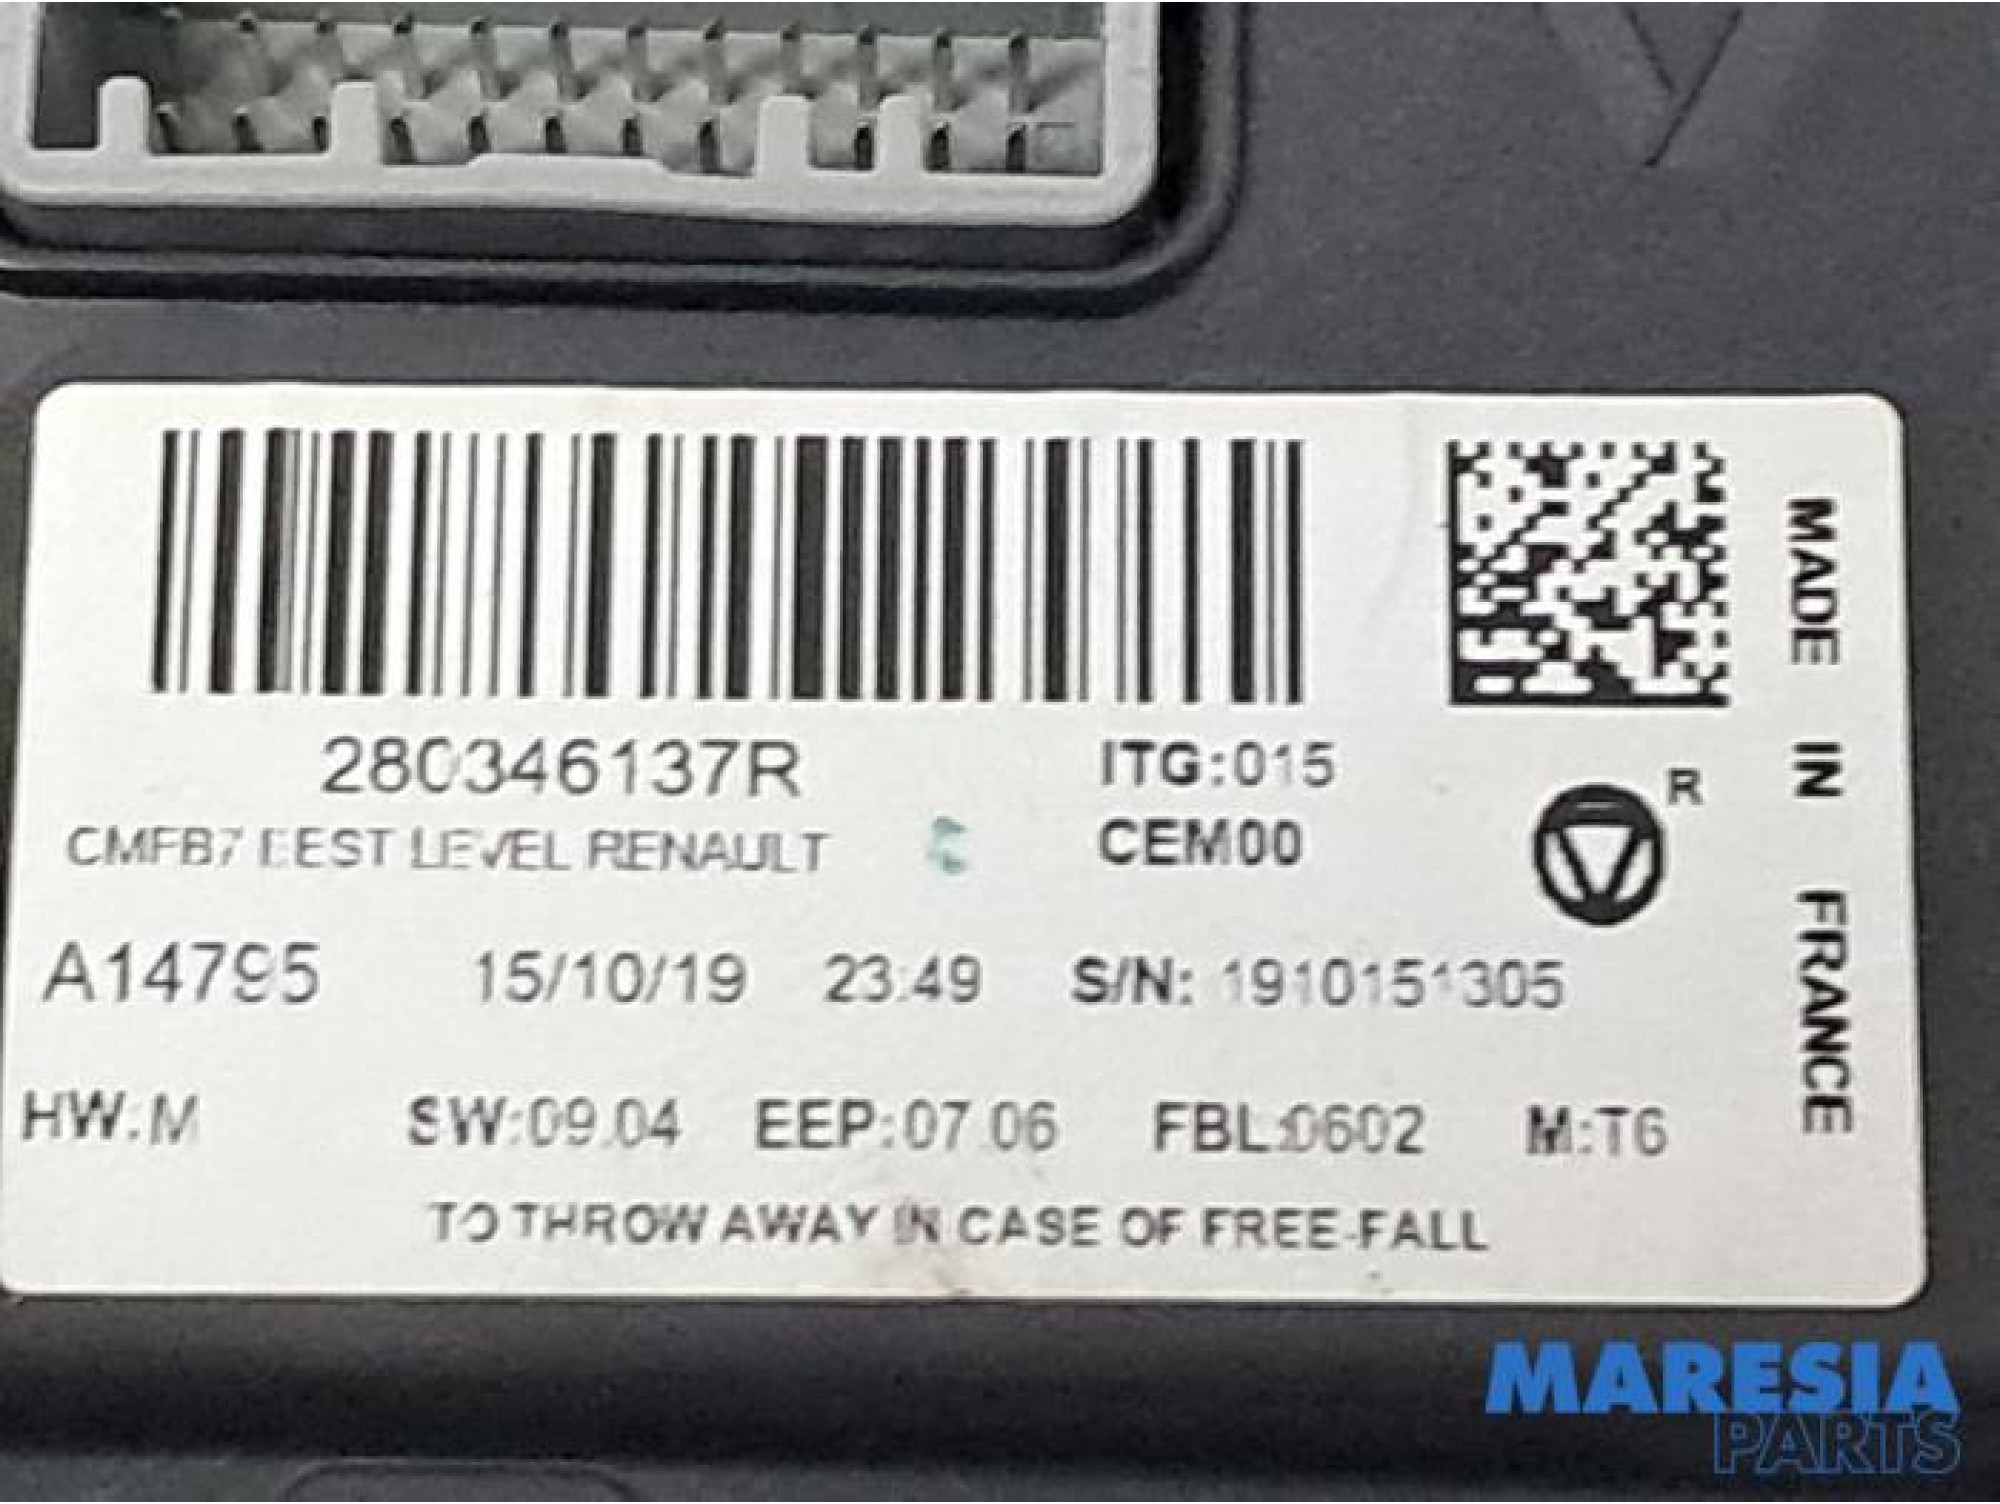 280346137R ITG:015
CMFB7 BEST LEVEL RENAULT CEM00
R
A14795 15/10/19 23:49 S/N: 1910151305
HW:M SW:09.04 EEP:07.06 FBL:0602 M:T6
TO THROW AWAY IN CASE OF FREE-FALL
MADE IN FRANCE
MARESIA
PARTS